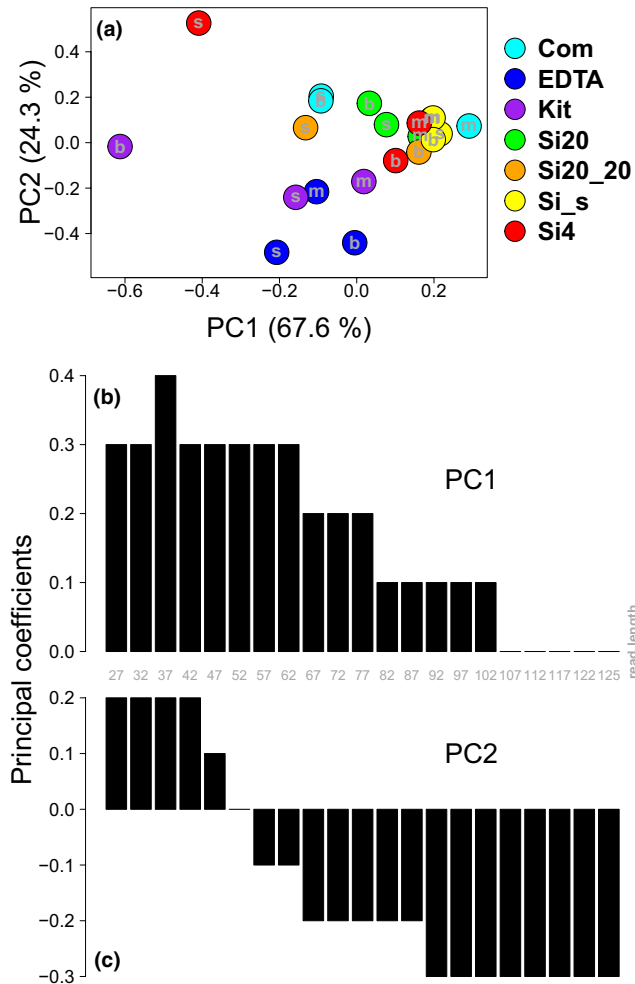 (a)
PC2 (24.3 %)
0.4
0.2
0.0
−0.2
−0.4
s
b
s
b
s
m
b
m
b
m
m
b
s
m
s
m
s
b
−0.6
−0.4
−0.2
0.0
0.2
PC1 (67.6 %)
Com
EDTA
Kit
Si20
Si20_20
Si_s
Si4
(b)
PC1
0.4
0.3
0.2
0.1
0.0
Principal coefficients
27 32 37 42 47 52 57 62 67 72 77 82 87 92 97 102 107 112 117 122 125
read_length
PC2
0.2
0.1
0.0
−0.1
−0.2
−0.3
(c)